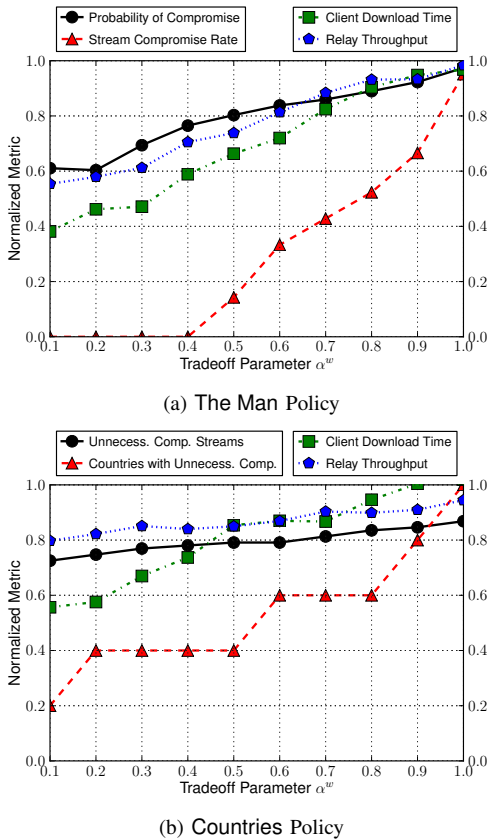 Probability of Compromise
Stream Compromise Rate
Client Download Time
Relay Throughput
1.0 1.0
0.8 0.8
0.6 0.6
0.4 0.4
0.2 0.2
0.0 0.0
Normalized Metric
0.1 0.2 0.3 0.4 0.5 0.6 0.7 0.8 0.9 1.0
Tradeoff Parameter α^w
(a) The Man Policy
Unnecess. Comp. Streams
Countries with Unnecess. Comp.
Client Download Time
Relay Throughput
1.0 1.0
0.8 0.8
0.6 0.6
0.4 0.4
0.2 0.2
0.0 0.0
Normalized Metric
0.1 0.2 0.3 0.4 0.5 0.6 0.7 0.8 0.9 1.0
Tradeoff Parameter α^w
(b) Countries Policy